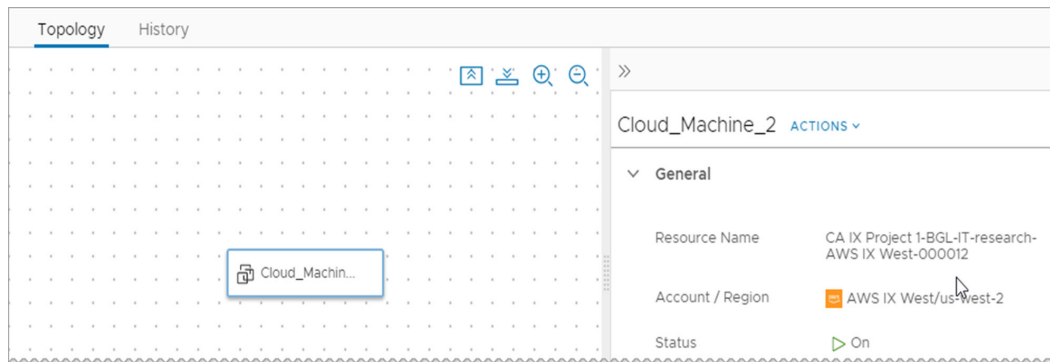 Topology History
Cloud_Machine_2 ACTIONS
General
Resource Name CA IX Project 1-BGL-IT-research-
AWS IX West-000012
Cloud_Machin...
Account / Region AWS IX West/us-west-2
Status On